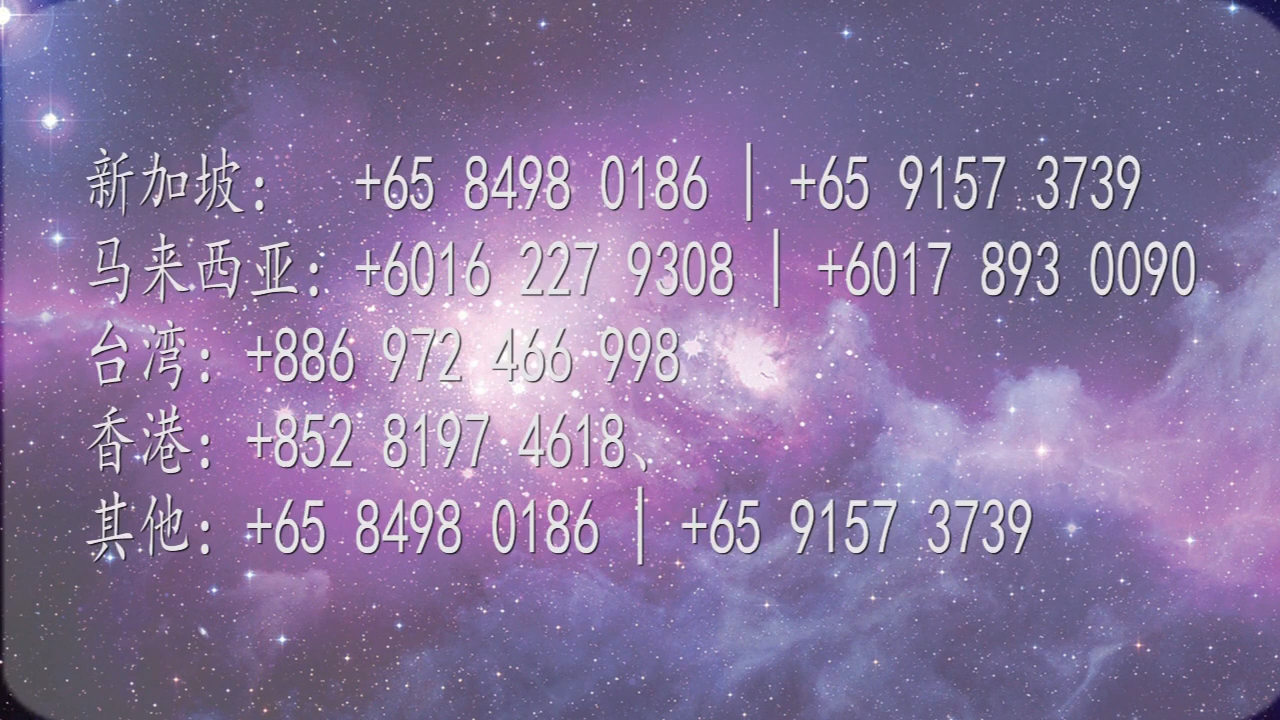 新加坡： +65 8498 0186 | +65 9157 3739
马来西亚：+6016 227 9308 | +6017 893 0090
台湾：+886 972 466 998
香港：+852 8197 4618、
其他：+65 8498 0186 | +65 9157 3739